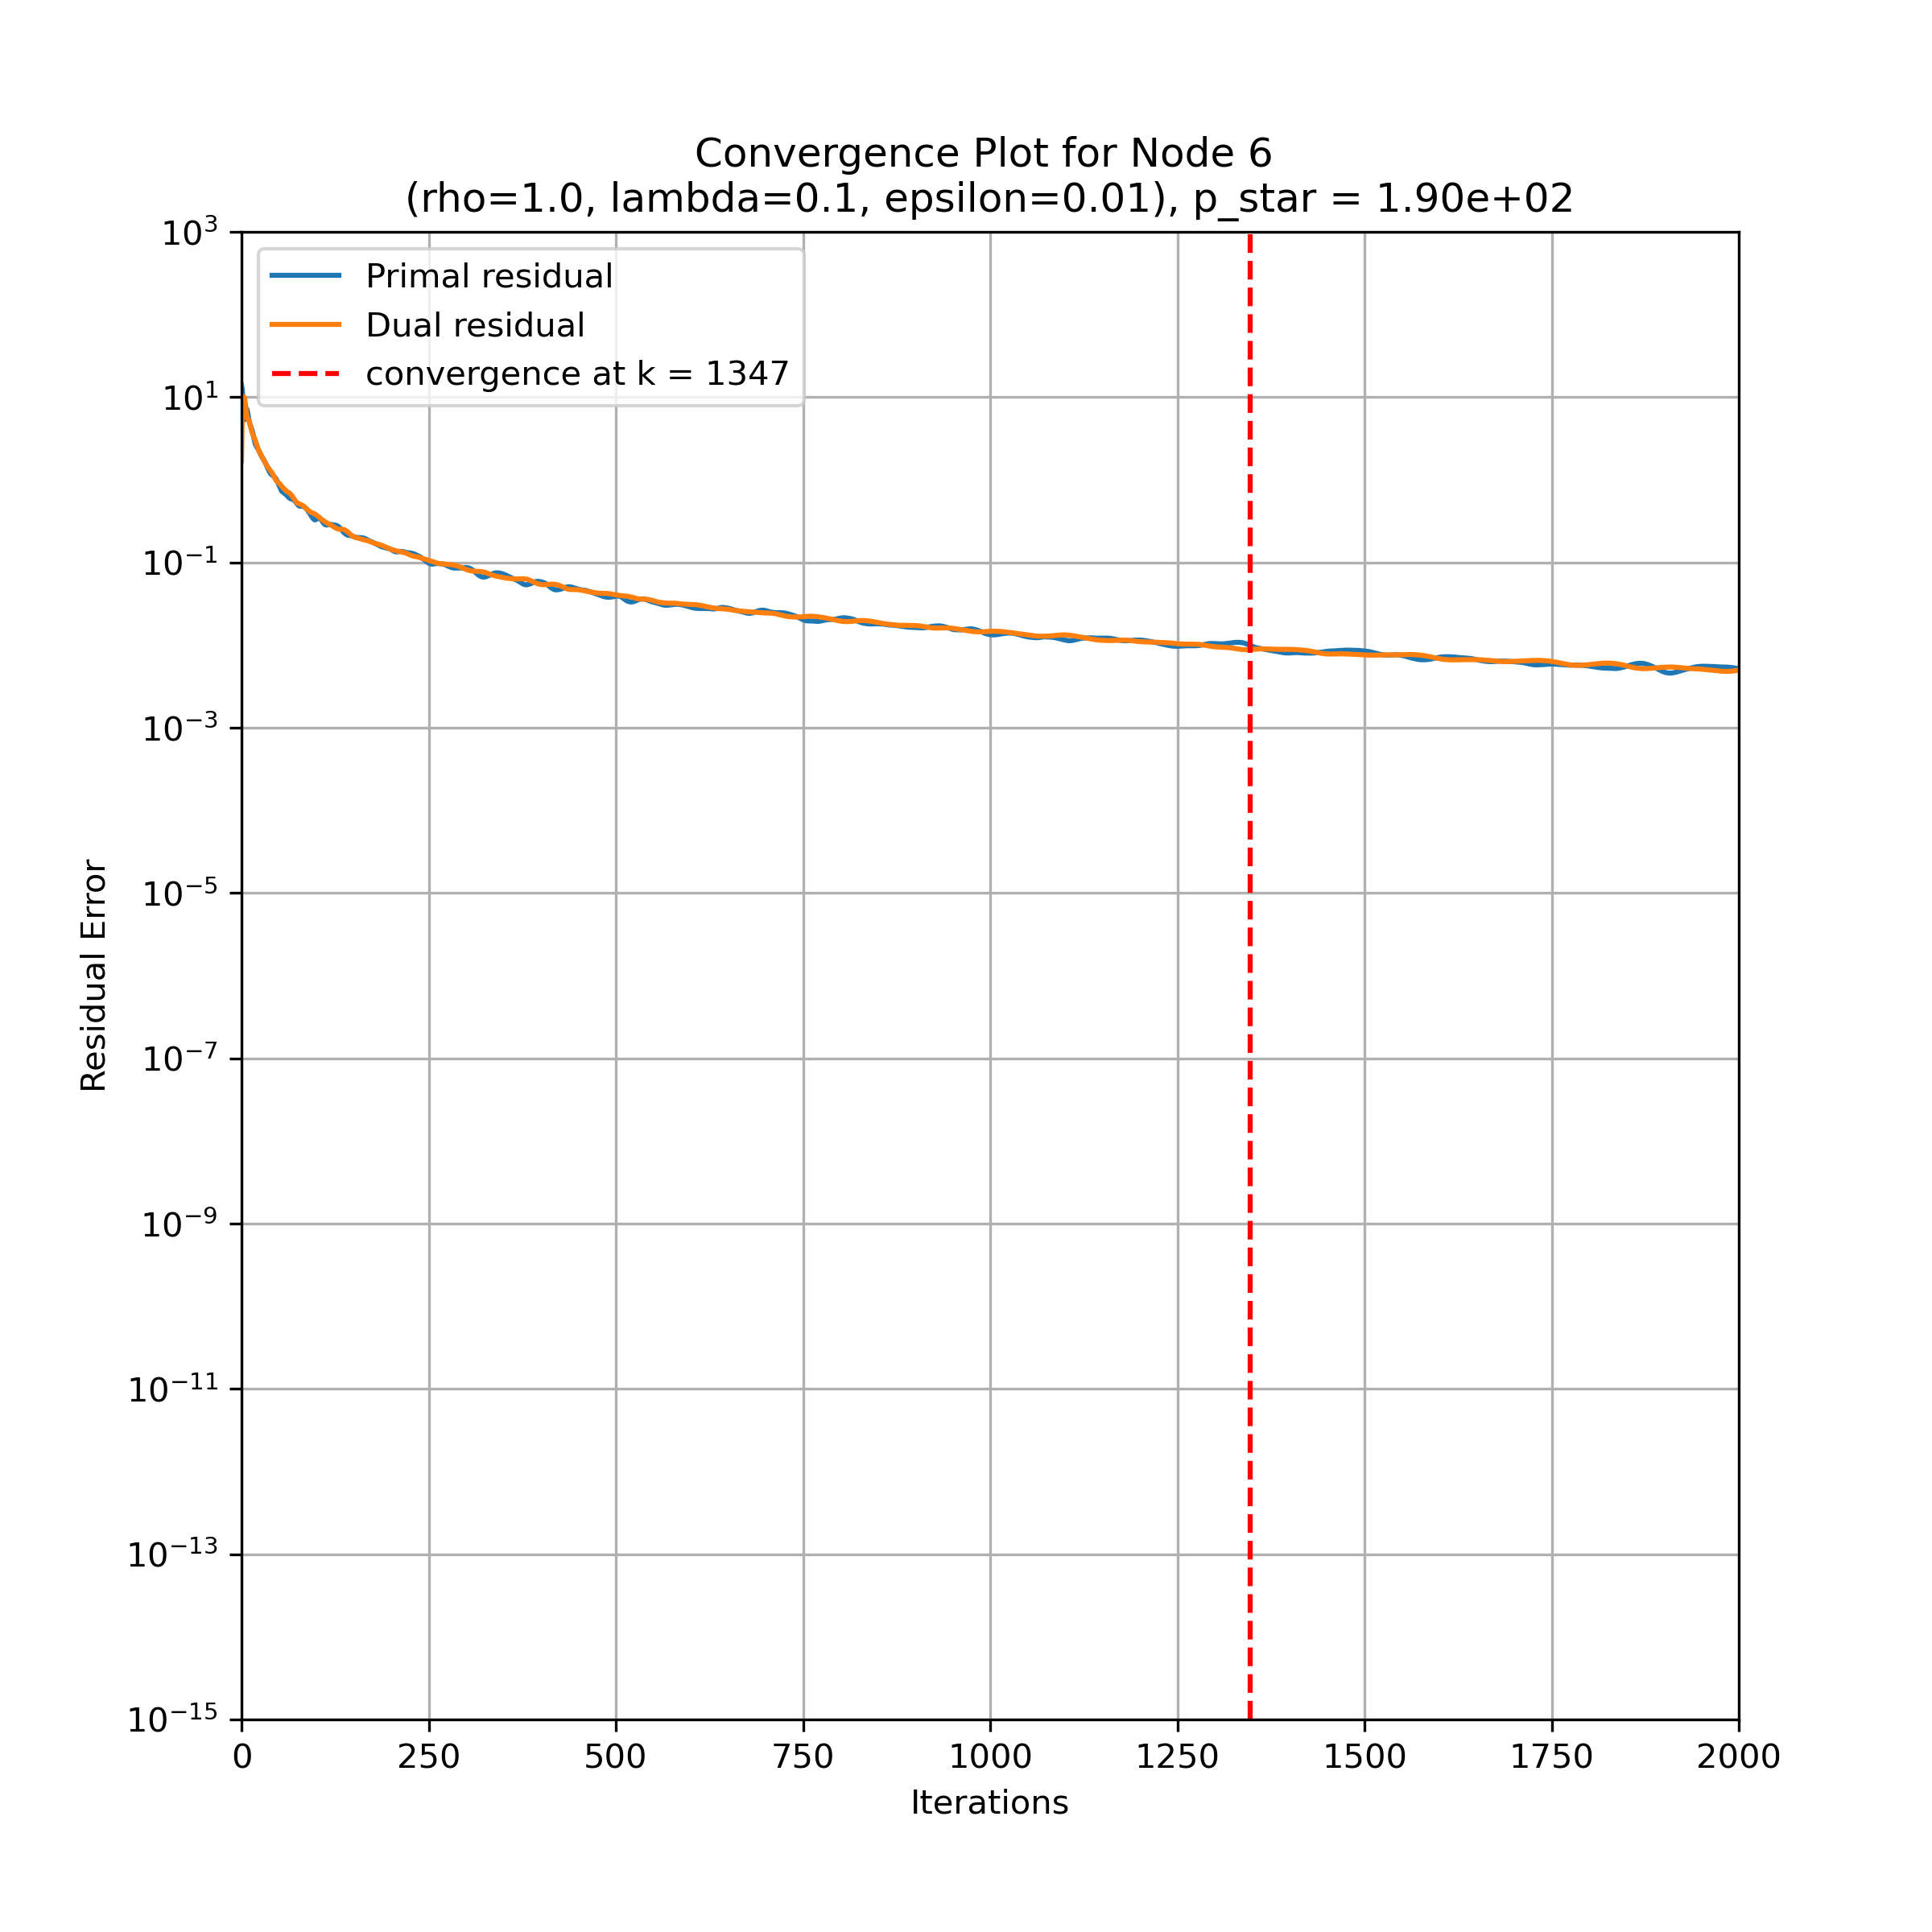 Convergence Plot for Node 6
(rho=1.0, lambda=0.1, epsilon=0.01), p_star = 1.90e+02
Primal residual
Dual residual
convergence at k = 1347
Residual Error
10³
10¹
10⁻¹
10⁻³
10⁻⁵
10⁻⁷
10⁻⁹
10⁻¹¹
10⁻¹³
10⁻¹⁵
0 250 500 750 1000 1250 1500 1750 2000
Iterations